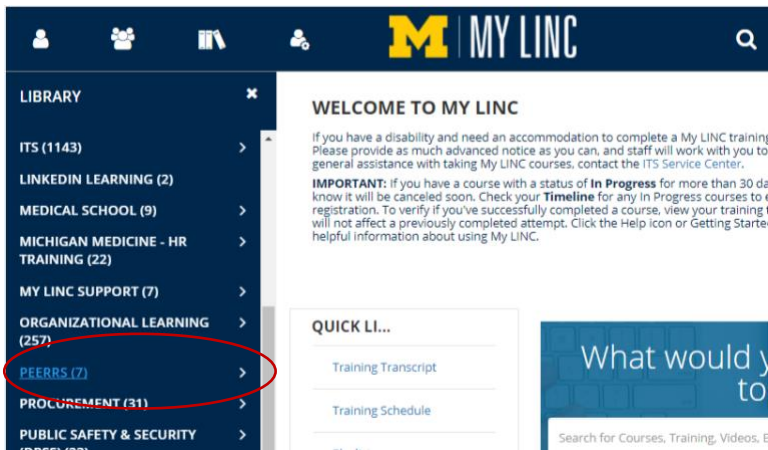 M | MY LINC
LIBRARY
ITS (1143)
LINKEDIN LEARNING (2)
MEDICAL SCHOOL (9)
MICHIGAN MEDICINE - HR
TRAINING (22)
MY LINC SUPPORT (7)
ORGANIZATIONAL LEARNING
(257)
PEERRS (7)
PROCUREMENT (31)
PUBLIC SAFETY & SECURITY
WELCOME TO MY LINC
If you have a disability and need an accommodation to complete a My LINC training
Please provide as much advanced notice as you can, and staff will work with you to
general assistance with taking My LINC courses, contact the ITS Service Center.
IMPORTANT: If you have a course with a status of In Progress for more than 30 da
know it will be canceled soon. Check your Timeline for any In Progress courses to e
registration. To verify if you've successfully completed a course, view your training t
will not affect a previously completed attempt. Click the Help icon or Getting Starte
helpful information about using My LINC.
QUICK LI...
Training Transcript
Training Schedule
What would y
to
Search for Courses, Training, Videos, E